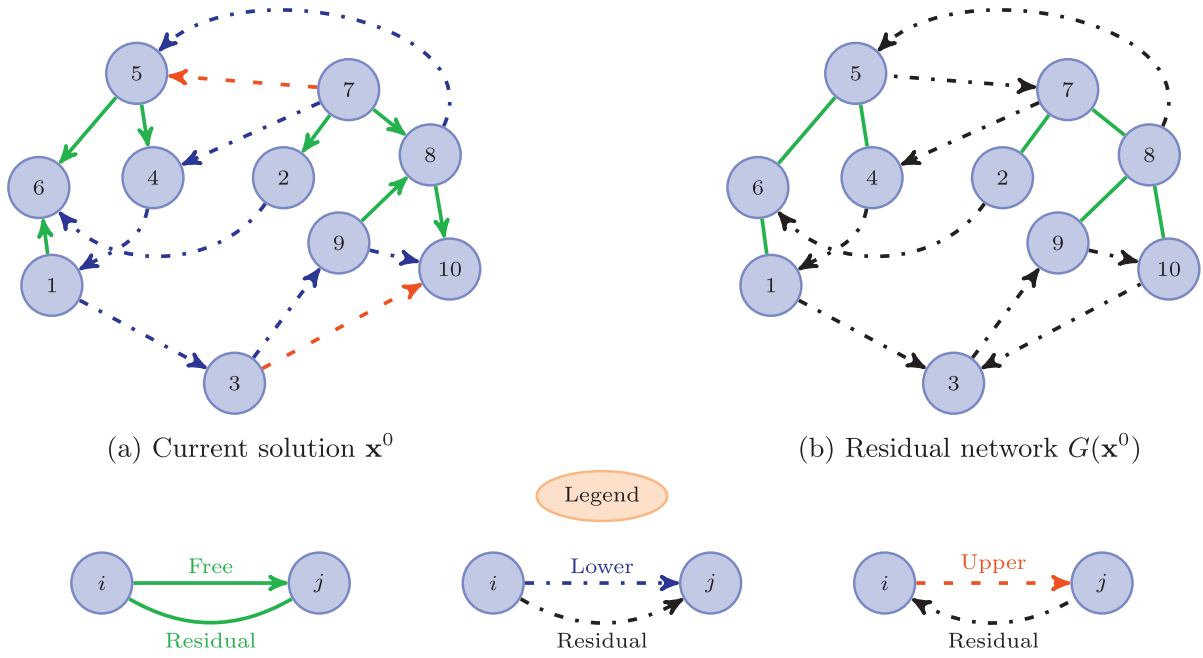 5
7
8
6
4
2
9
10
1
3
5
7
8
6
4
2
9
10
1
3
(a) Current solution x⁰
(b) Residual network G(x⁰)
Legend
i Free j
Residual
i Lower j
Residual
i Upper j
Residual